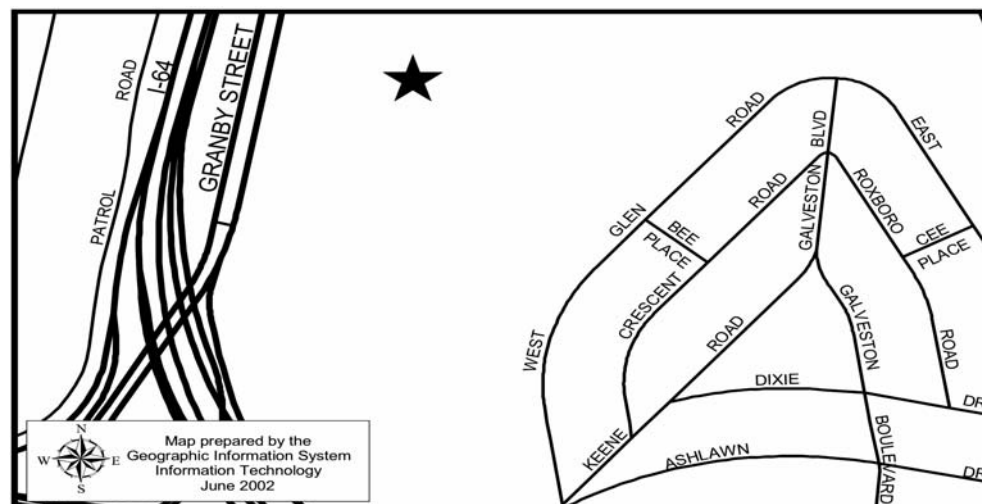 PATROL ROAD
I-64
GRANBY STREET
WEST GLEN ROAD
EAST
BEE
PLACE
CRESCENT ROAD
GALVESTON BLVD
ROXBORO ROAD
CEE
PLACE
KEENE ROAD
GALVESTON BOULEVARD
DIXIE DR
ASHLAWN DR
N
W E
S
Map prepared by the
Geographic Information System
Information Technology
June 2002